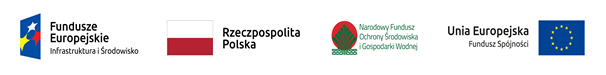 Fundusze
Europejskie
Infrastruktura i Środowisko
Rzeczpospolita
Polska
Narodowy Fundusz
Ochrony Środowiska
i Gospodarki Wodnej
Unia Europejska
Fundusz Spójności